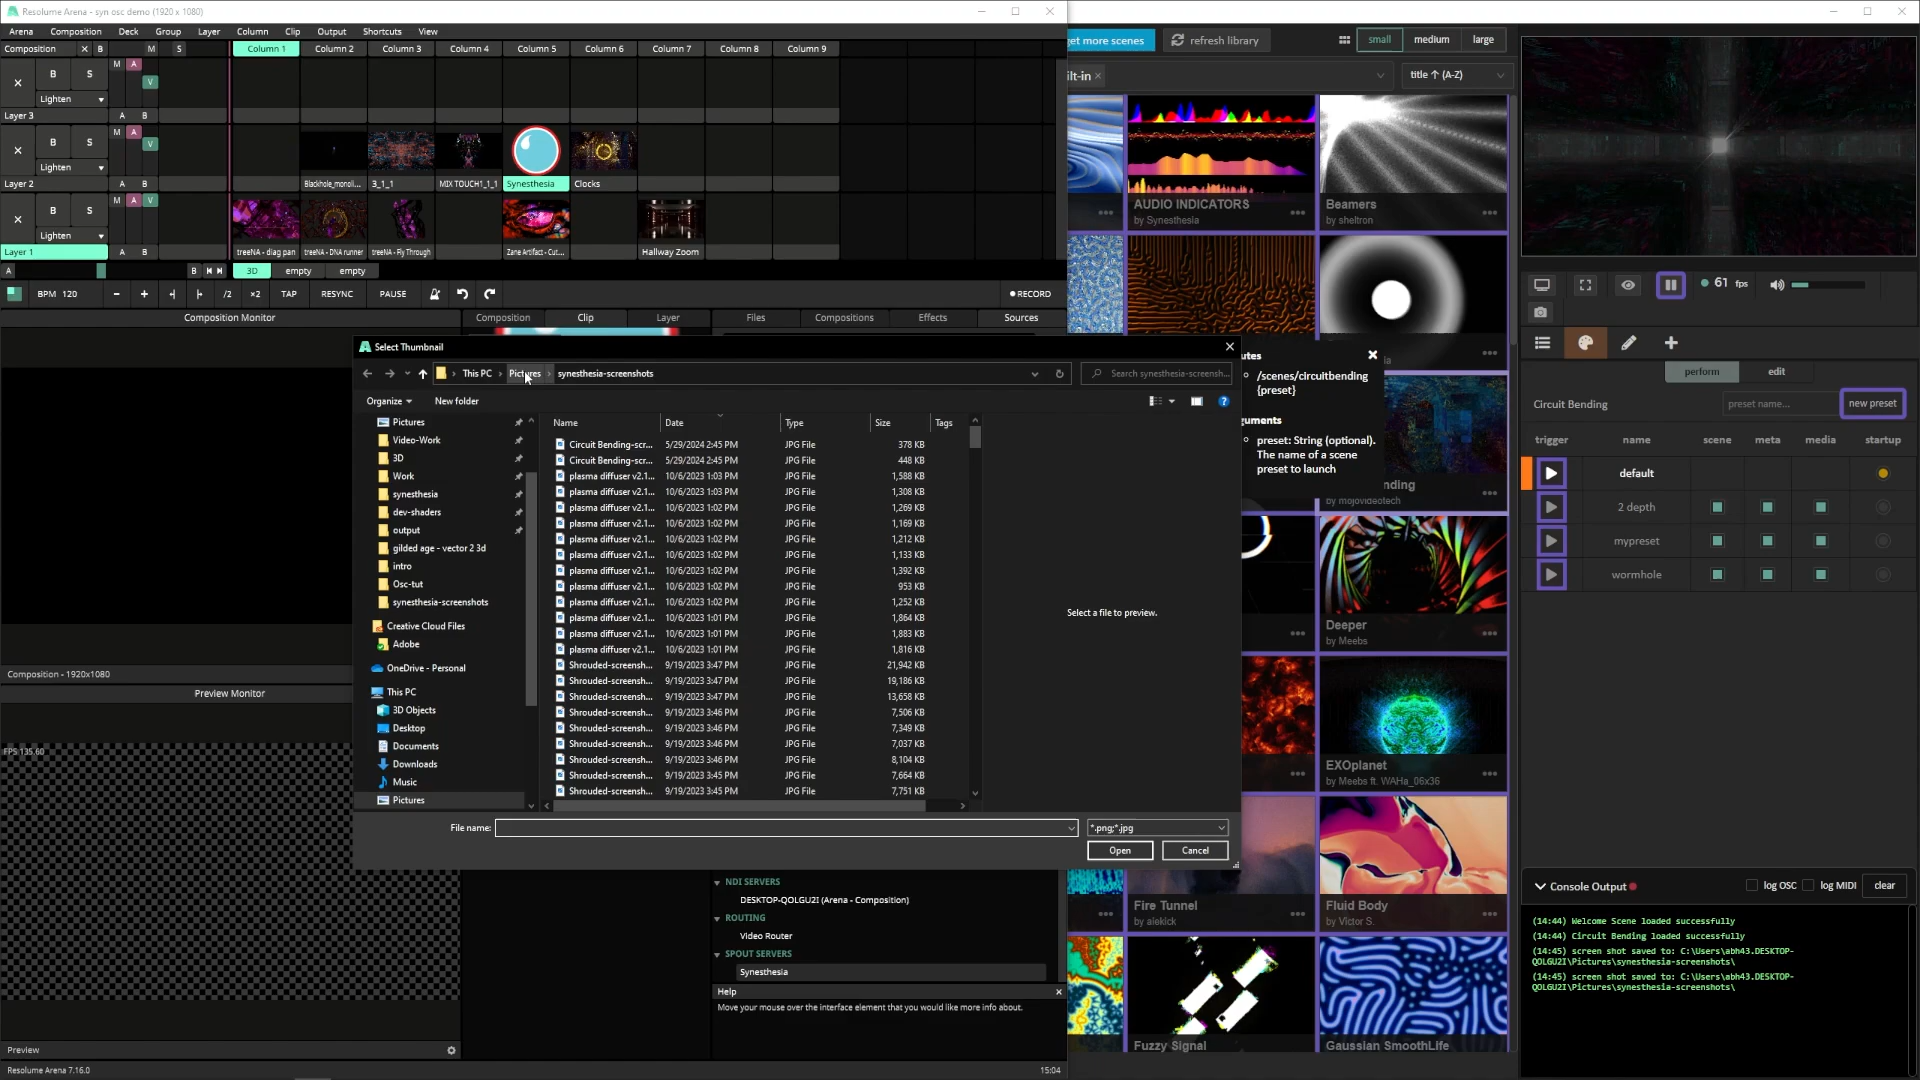 Resolume Arena - syn osc demo (1920 x 1080)
Arena Composition Deck Group Layer Column Clip Output Shortcuts View
Composition B M S Column 1 Column 2 Column 3 Column 4 Column 5 Column 6 Column 7 Column 8 Column 9
B S M A V
Lighten
Layer 3 A B
B S M A V
Lighten
Layer 2 A B Blackhole_monoli... 3_1_1 MIX TOUCH1_1_1 Synesthesia Clocks
B S M A V
Lighten
Layer 1 A B treeNA - diag pan treeNA - DNA runner treeNA - Fly Through Zane Artifact - Cut... Hallway Zoom
A B 3D empty empty
BPM 120 - + /2 ×2 TAP RESYNC PAUSE RECORD
Composition Monitor Composition Clip Layer Files Compositions Effects Sources
Composition - 1920x1080
Preview Monitor
FPS 135.60
Preview
Resolume Arena 7.16.0 15:04
Select Thumbnail
This PC Pictures synesthesia-screenshots Search synesthesia-screensh...
Organize New folder
Pictures
Video-Work
3D
Work
synesthesia
dev-shaders
output
gilded age - vector 2 3d
intro
Osc-tut
synesthesia-screenshots
Creative Cloud Files
Adobe
OneDrive - Personal
This PC
3D Objects
Desktop
Documents
Downloads
Music
Pictures
Name Date Type Size Tags
Circuit Bending-scr... 5/29/2024 2:45 PM JPG File 378 KB
Circuit Bending-scr... 5/29/2024 2:45 PM JPG File 448 KB
plasma diffuser v2.1... 10/6/2023 1:03 PM JPG File 1,588 KB
plasma diffuser v2.1... 10/6/2023 1:03 PM JPG File 1,308 KB
plasma diffuser v2.1... 10/6/2023 1:02 PM JPG File 1,269 KB
plasma diffuser v2.1... 10/6/2023 1:02 PM JPG File 1,169 KB
plasma diffuser v2.1... 10/6/2023 1:02 PM JPG File 1,212 KB
plasma diffuser v2.1... 10/6/2023 1:02 PM JPG File 1,133 KB
plasma diffuser v2.1... 10/6/2023 1:02 PM JPG File 1,392 KB
plasma diffuser v2.1... 10/6/2023 1:02 PM JPG File 953 KB
plasma diffuser v2.1... 10/6/2023 1:02 PM JPG File 1,252 KB
plasma diffuser v2.1... 10/6/2023 1:01 PM JPG File 1,864 KB
plasma diffuser v2.1... 10/6/2023 1:01 PM JPG File 1,883 KB
plasma diffuser v2.1... 10/6/2023 1:01 PM JPG File 1,816 KB
Shrouded-screensh... 9/19/2023 3:47 PM JPG File 21,942 KB
Shrouded-screensh... 9/19/2023 3:47 PM JPG File 19,186 KB
Shrouded-screensh... 9/19/2023 3:47 PM JPG File 13,658 KB
Shrouded-screensh... 9/19/2023 3:46 PM JPG File 7,506 KB
Shrouded-screensh... 9/19/2023 3:46 PM JPG File 7,349 KB
Shrouded-screensh... 9/19/2023 3:46 PM JPG File 7,037 KB
Shrouded-screensh... 9/19/2023 3:46 PM JPG File 8,104 KB
Shrouded-screensh... 9/19/2023 3:45 PM JPG File 7,664 KB
Shrouded-screensh... 9/19/2023 3:45 PM JPG File 7,751 KB
Select a file to preview.
File name: *.png;*.jpg
Open Cancel
NDI SERVERS
DESKTOP-QOLGU2I (Arena - Composition)
ROUTING
Video Router
SPOUT SERVERS
Synesthesia
Help
Move your mouse over the interface element that you would like more info about.
get more scenes refresh library small medium large
ilt-in title ↑ (A-Z)
AUDIO INDICATORS
by Synesthesia
Beamers
by sheltron
utes
/scenes/circuitbending
{preset}
guments
preset: String (optional).
The name of a scene
preset to launch
nding
by mojovideotech
Deeper
by Meebs
EXOplanet
by Meebs ft. WAHa_06x36
Fire Tunnel
by alekick
Fluid Body
by Victor S.
Fuzzy Signal
Gaussian SmoothLife
61 fps
perform edit
Circuit Bending preset name... new preset
trigger name scene meta media startup
default
2 depth
mypreset
wormhole
Console Output log OSC log MIDI clear
(14:44) Welcome Scene loaded successfully
(14:44) Circuit Bending loaded successfully
(14:45) screen shot saved to: C:\Users\abh43.DESKTOP-
QOLGU2I\Pictures\synesthesia-screenshots\
(14:45) screen shot saved to: C:\Users\abh43.DESKTOP-
QOLGU2I\Pictures\synesthesia-screenshots\